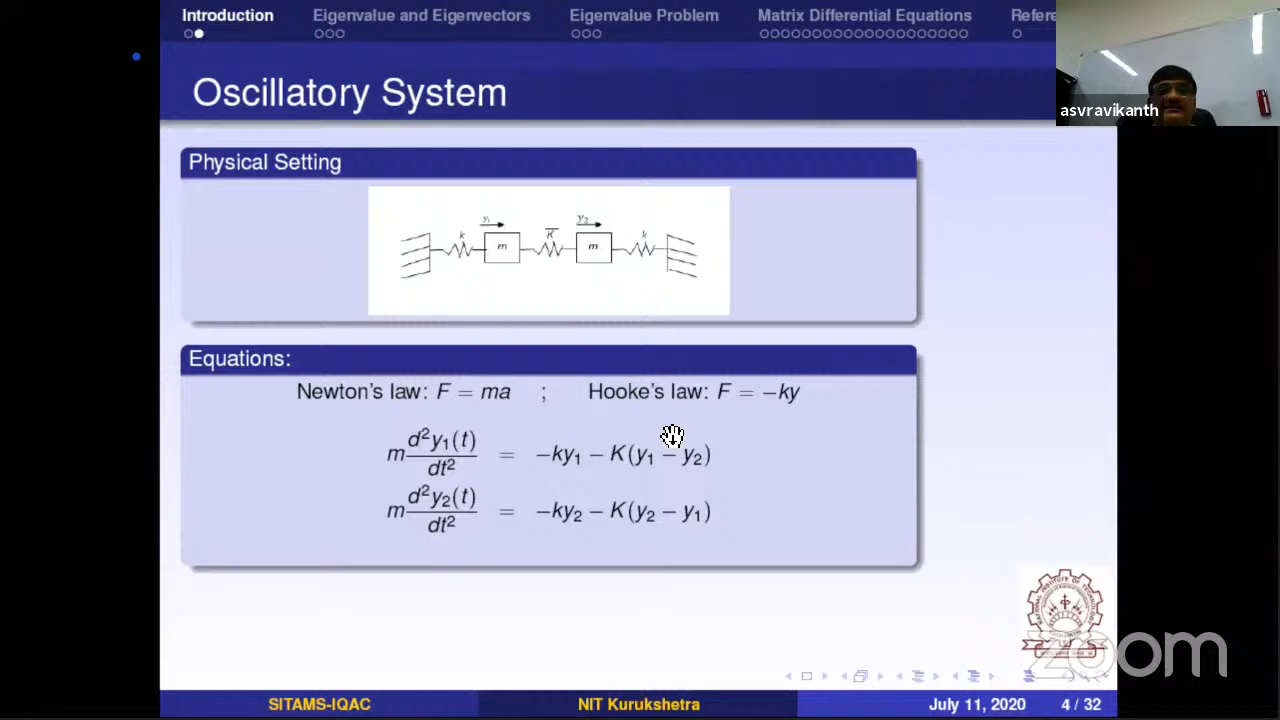 Introduction Eigenvalue and Eigenvectors Eigenvalue Problem Matrix Differential Equations Refere
Oscillatory System
asvravikanth
Physical Setting
y₁ y₂
k K̅ k
m m
Equations:
Newton's law: F = ma ; Hooke's law: F = −ky
m d²y₁(t)/dt² = −ky₁ − K(y₁ − y₂)
m d²y₂(t)/dt² = −ky₂ − K(y₂ − y₁)
zoom
SITAMS-IQAC NIT Kurukshetra July 11, 2020 4 / 32